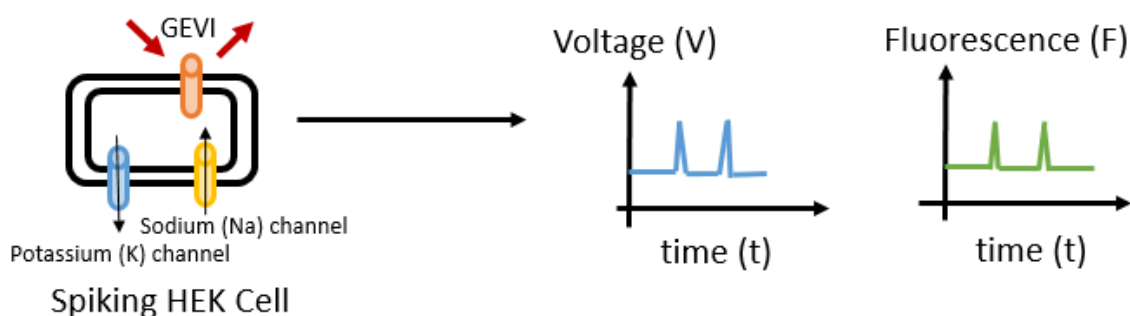 GEVI
Sodium (Na) channel
Potassium (K) channel
Spiking HEK Cell
Voltage (V)
time (t)
Fluorescence (F)
time (t)